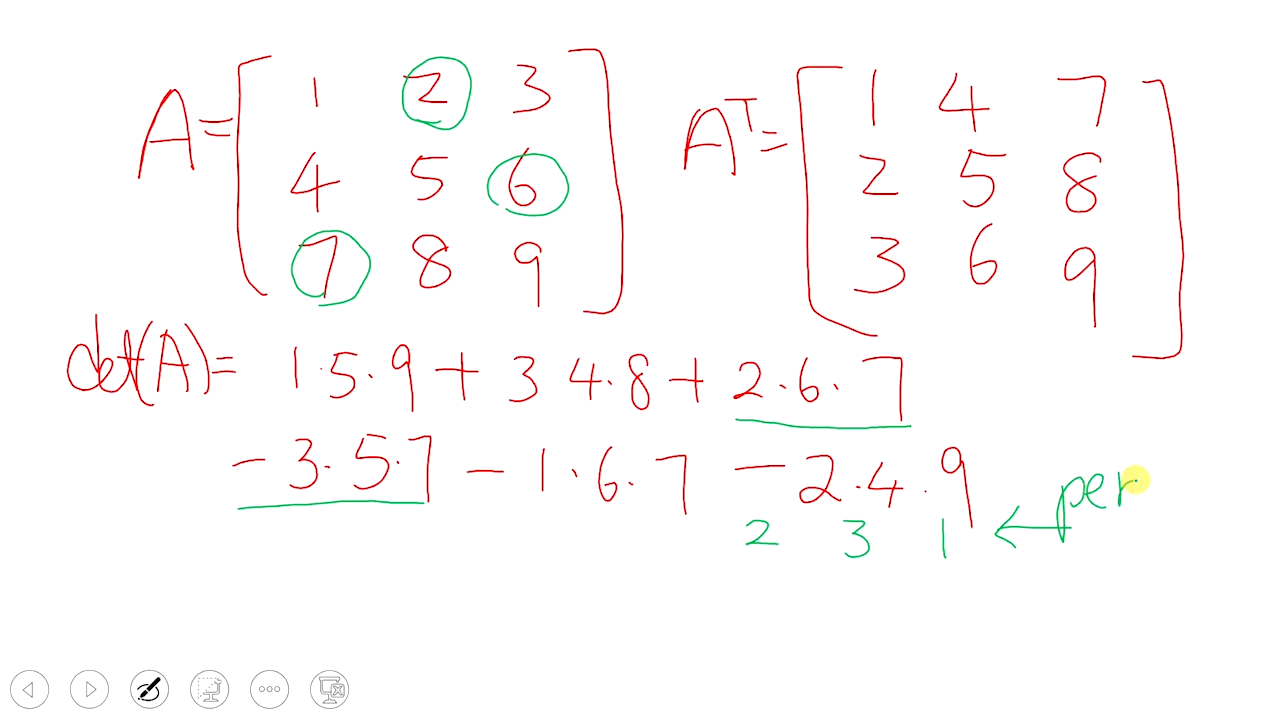 A = [ 1 2 3
4 5 6
7 8 9 ]
Aᵀ = [ 1 4 7
2 5 8
3 6 9 ]
det(A) = 1·5·9 + 3 4·8 + 2·6·7
− 3·5·7 − 1·6·7 − 2·4·9
2 3 1 ← per